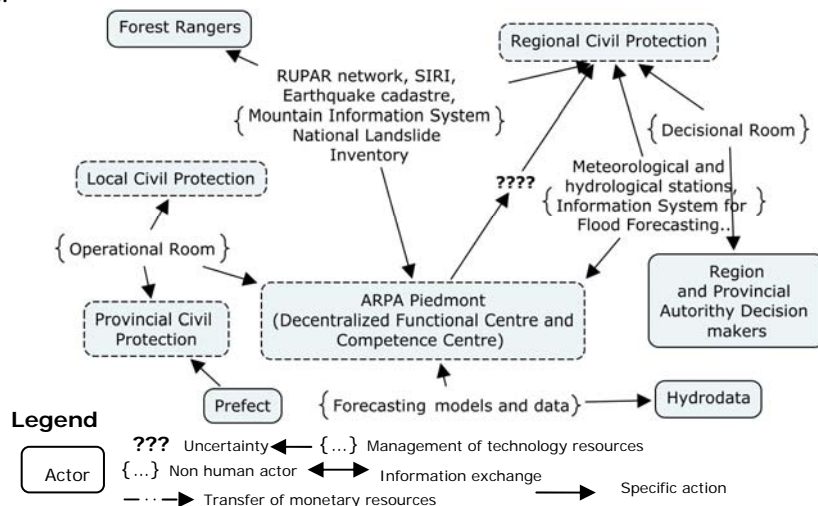 Forest Rangers
Regional Civil Protection
RUPAR network, SIRI,
Earthquake cadastre,
{ Mountain Information System }
National Landslide
Inventory
{ Decisional Room }
Local Civil Protection
????
Meteorological and
hydrological stations,
{ Information System for }
Flood Forecasting..
{ Operational Room }
Region
and Provincial
Autorithy Decision
makers
ARPA Piedmont
(Decentralized Functional Centre and
Competence Centre)
Provincial Civil
Protection
Prefect
{Forecasting models and data}
Hydrodata
Legend
??? Uncertainty
{...} Management of technology resources
Actor
{...} Non human actor
Information exchange
Specific action
Transfer of monetary resources